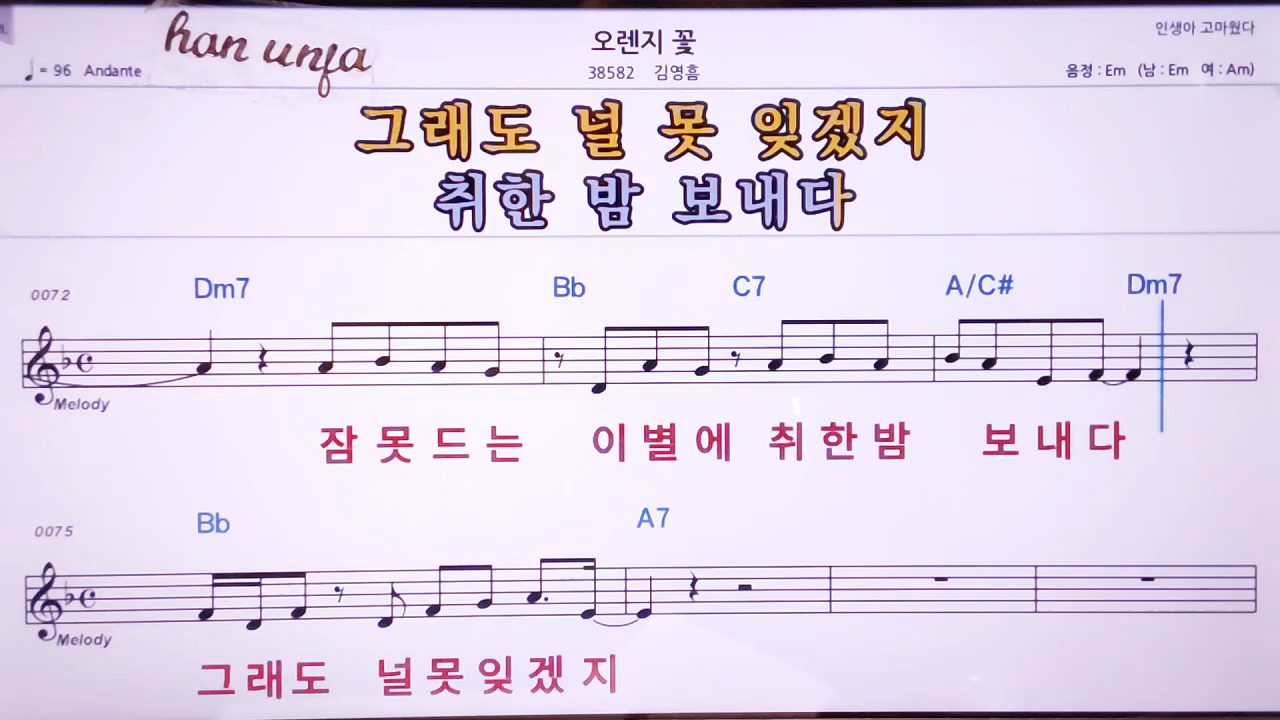 han unja
오렌지 꽃
인생아 고마웠다
♩= 96 Andante
38582 김영흠
음정 : Em (남 : Em 여 : Am)
그래도 널 못 잊겠지
취한 밤 보내다
0072 Dm7 Bb C7 A/C# Dm7
Melody
잠못드는 이별에 취한밤 보내다
0075 Bb A7
Melody
그래도 널못잊겠지